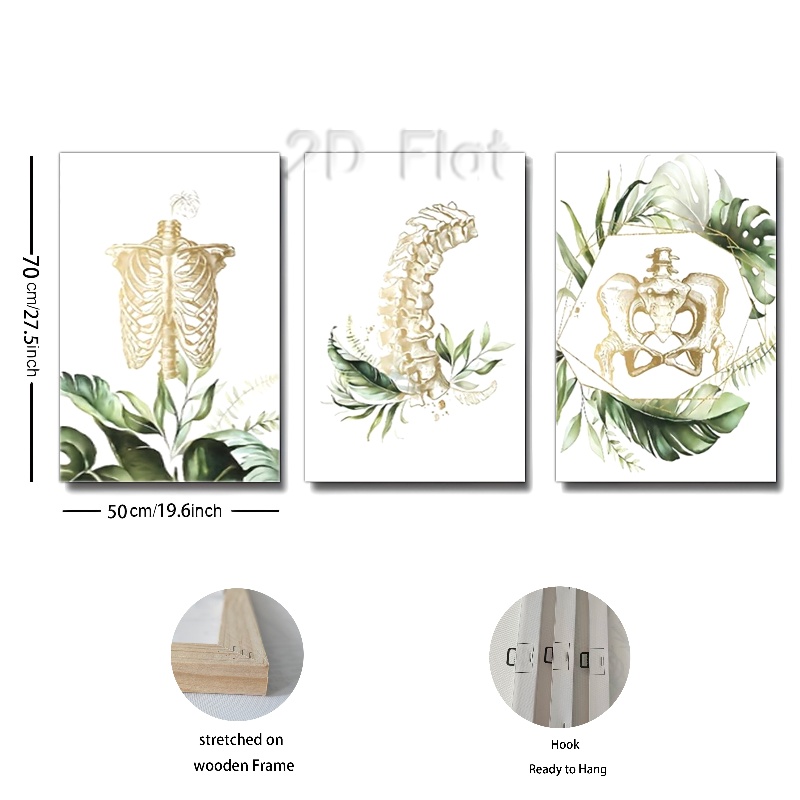 2D Flat
70 cm/27.5inch
50cm/19.6inch
stretched on
wooden Frame
Hook
Ready to Hang